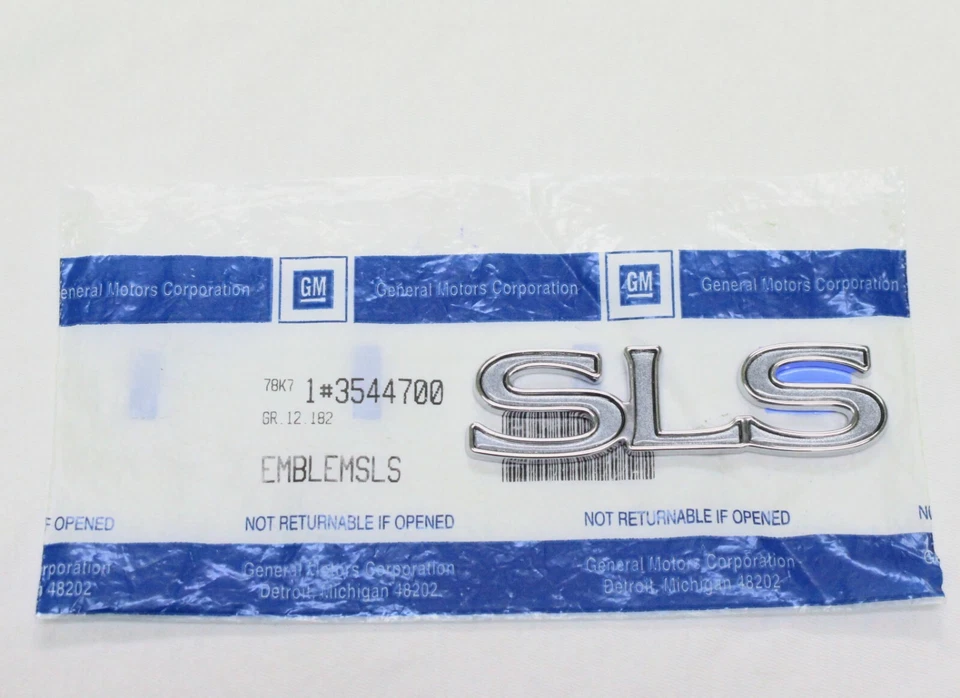 eneral Motors Corporation GM General Motors Corporation GM General Motors Corporation
SLS
78K7 1#3544700
GR.12.182
EMBLEMSLS
F OPENED NOT RETURNABLE IF OPENED NOT RETURNABLE IF OPENED
rporation General Motors Corporation General Motors Corporation
48202 Detroit, Michigan 48202 Detroit, Michigan 48202